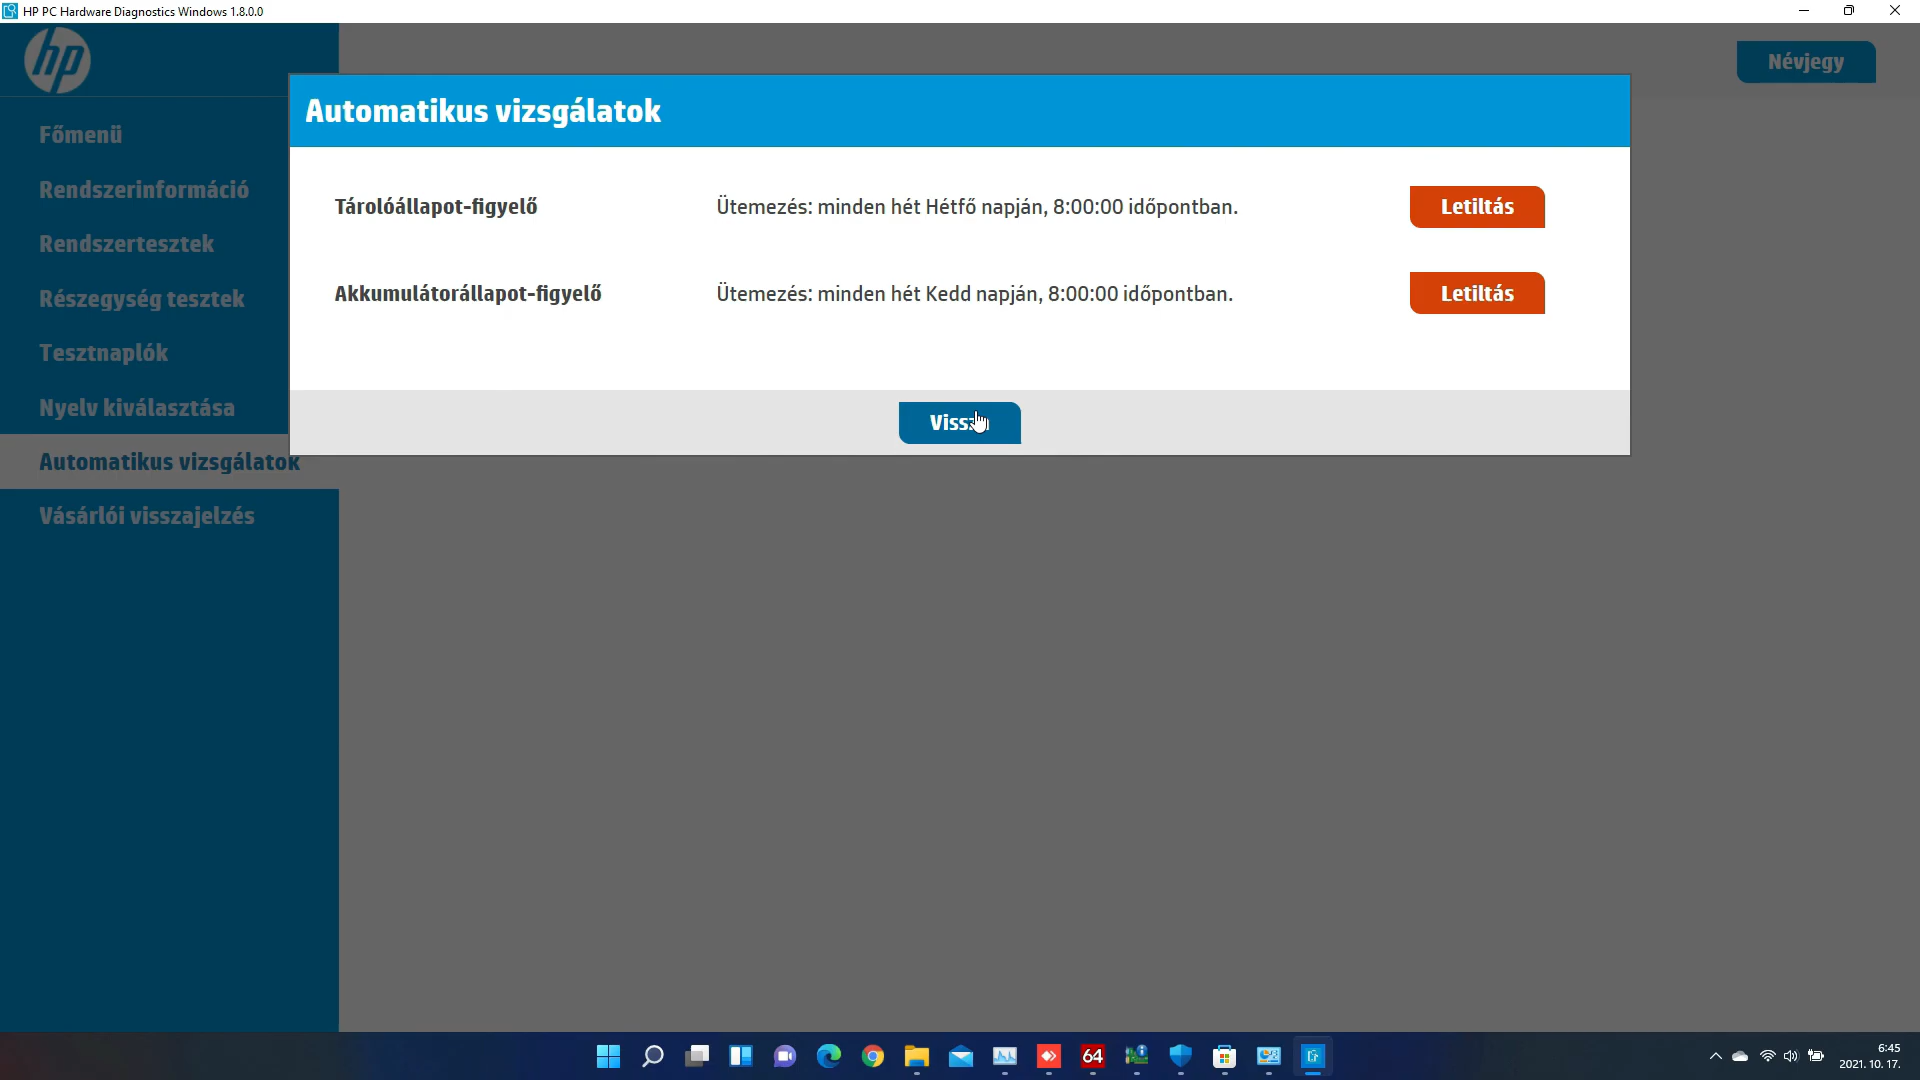 HP PC Hardware Diagnostics Windows 1.8.0.0
hp
Névjegy
Automatikus vizsgálatok
Főmenü
Rendszerinformáció
Rendszertesztek
Részegység tesztek
Tesztnaplók
Nyelv kiválasztása
Automatikus vizsgálatok
Vásárlói visszajelzés
Tárolóállapot-figyelő
Ütemezés: minden hét Hétfő napján, 8:00:00 időpontban.
Letiltás
Akkumulátorállapot-figyelő
Ütemezés: minden hét Kedd napján, 8:00:00 időpontban.
Letiltás
Vissza
64
6:45
2021. 10. 17.